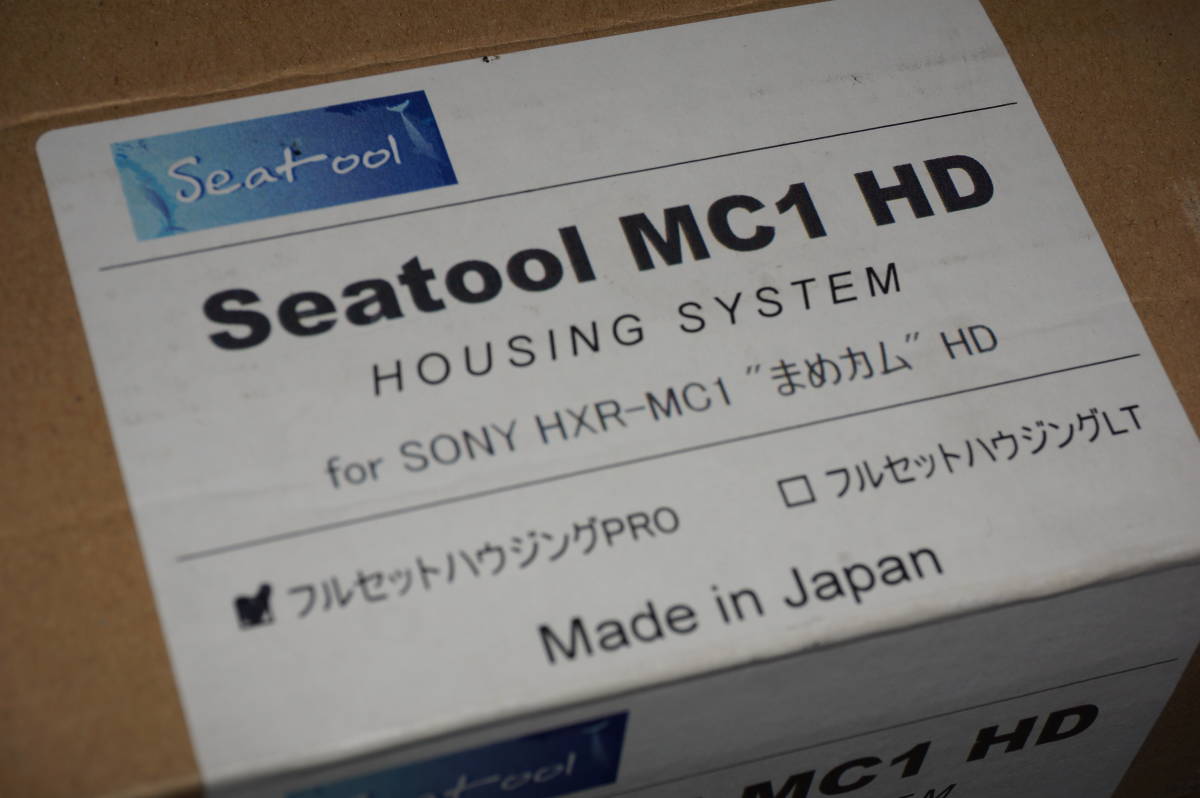 Seatool
Seatool MC1 HD
HOUSING SYSTEM
for SONY HXR-MC1 "まめカム" HD
フルセットハウジングPRO □ フルセットハウジングLT
Made in Japan
Seatool
MC1 HD